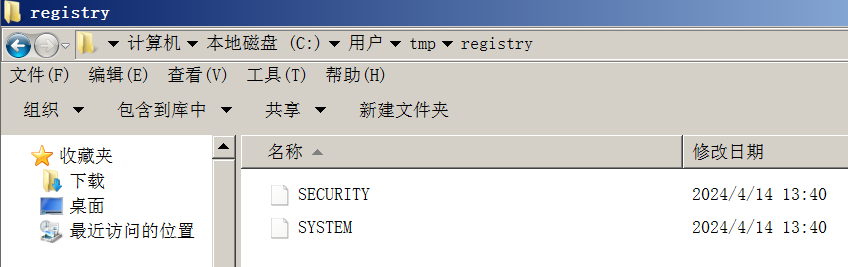 registry
计算机 本地磁盘 (C:) 用户 tmp registry
文件(F) 编辑(E) 查看(V) 工具(T) 帮助(H)
组织 包含到库中 共享 新建文件夹
收藏夹
下载
桌面
最近访问的位置
名称 修改日期
SECURITY 2024/4/14 13:40
SYSTEM 2024/4/14 13:40